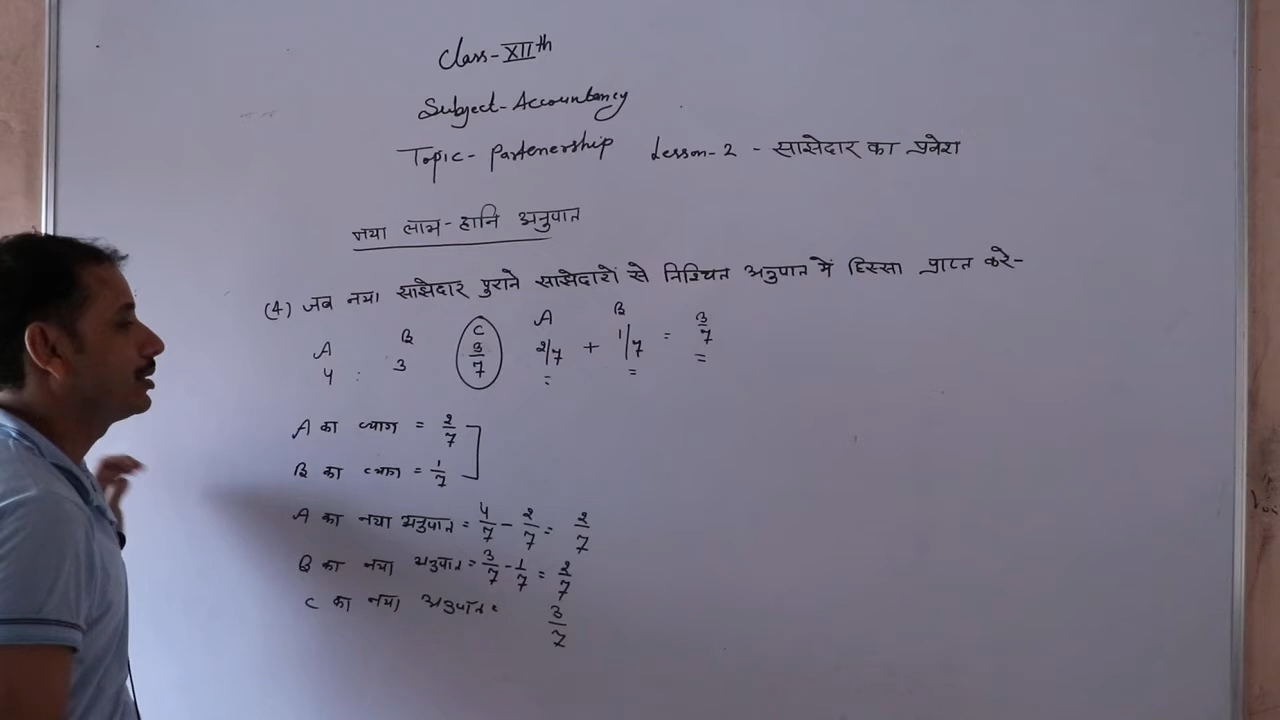 Class-XIIth
Subject-Accountancy
Topic- Partenership Lesson-2 - साझेदार का प्रवेश
नया लाभ-हानि अनुपात
(4) जब नया साझेदार पुराने साझेदारों से निश्चित अनुपात में हिस्सा प्राप्त करे-
A B C A B
4 : 3 3/7 2/7 + 1/7 = 3/7
A का त्याग = 2/7
B का त्याग = 1/7
A का नया अनुपात = 4/7 - 2/7 = 2/7
B का नया अनुपात = 3/7 - 1/7 = 2/7
C का नया अनुपात = 3/7